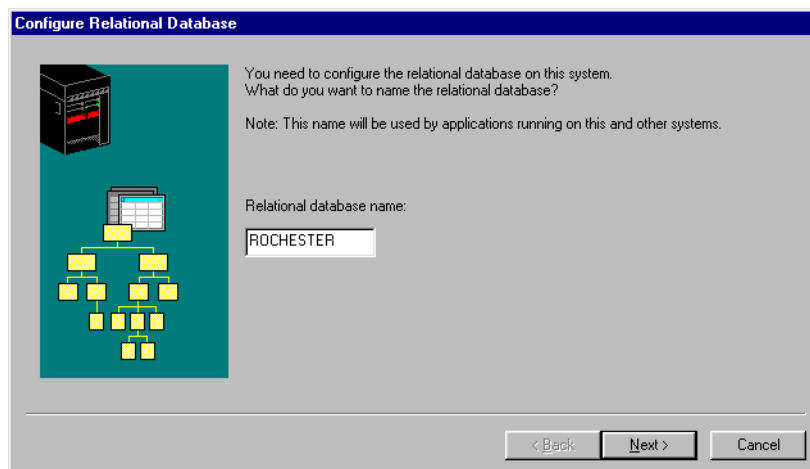 Configure Relational Database
You need to configure the relational database on this system.
What do you want to name the relational database?
Note: This name will be used by applications running on this and other systems.
Relational database name:
ROCHESTER
< Back
Next >
Cancel